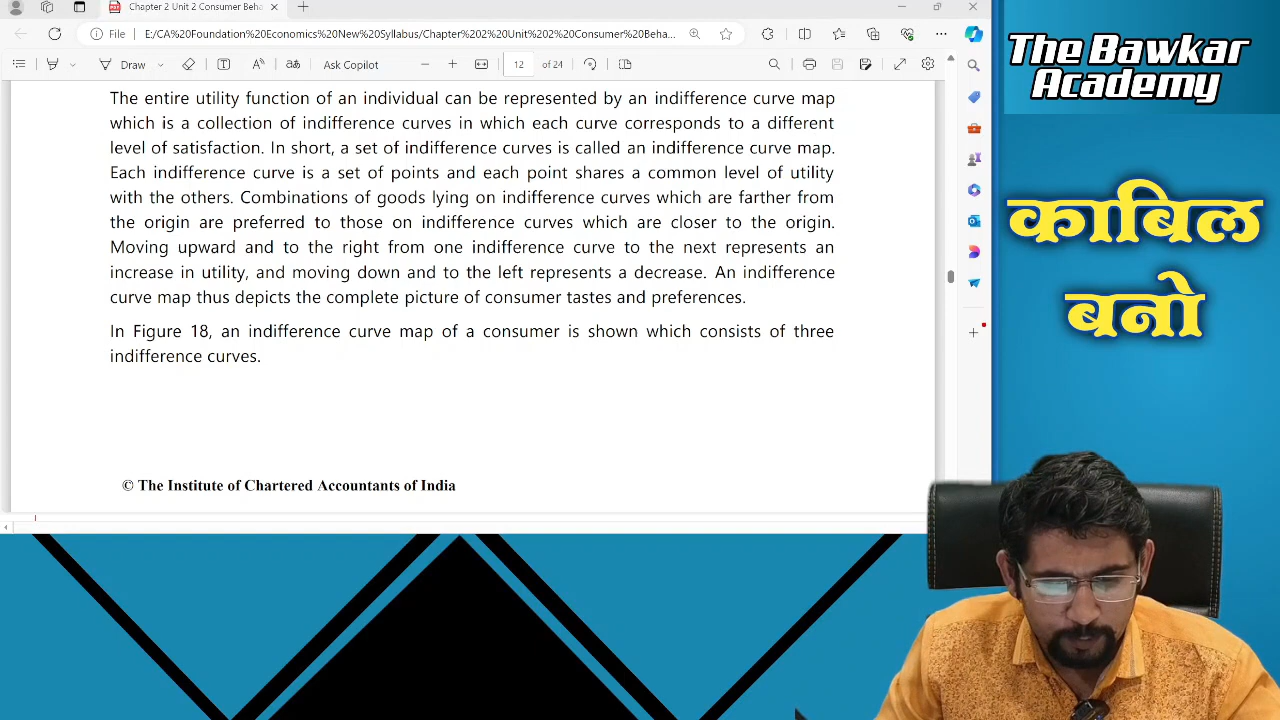 Chapter 2 Unit 2 Consumer Beha
File E:/CA%20Foundation%20Economics%20New%20Syllabus/Chapter%202%20Unit%202%20Consumer%20Beha...
Draw Ask Copilot 12 of 24
The entire utility function of an individual can be represented by an indifference curve map
which is a collection of indifference curves in which each curve corresponds to a different
level of satisfaction. In short, a set of indifference curves is called an indifference curve map.
Each indifference curve is a set of points and each point shares a common level of utility
with the others. Combinations of goods lying on indifference curves which are farther from
the origin are preferred to those on indifference curves which are closer to the origin.
Moving upward and to the right from one indifference curve to the next represents an
increase in utility, and moving down and to the left represents a decrease. An indifference
curve map thus depicts the complete picture of consumer tastes and preferences.
In Figure 18, an indifference curve map of a consumer is shown which consists of three
indifference curves.
© The Institute of Chartered Accountants of India
The Bawkar
Academy
काबिल
बनो